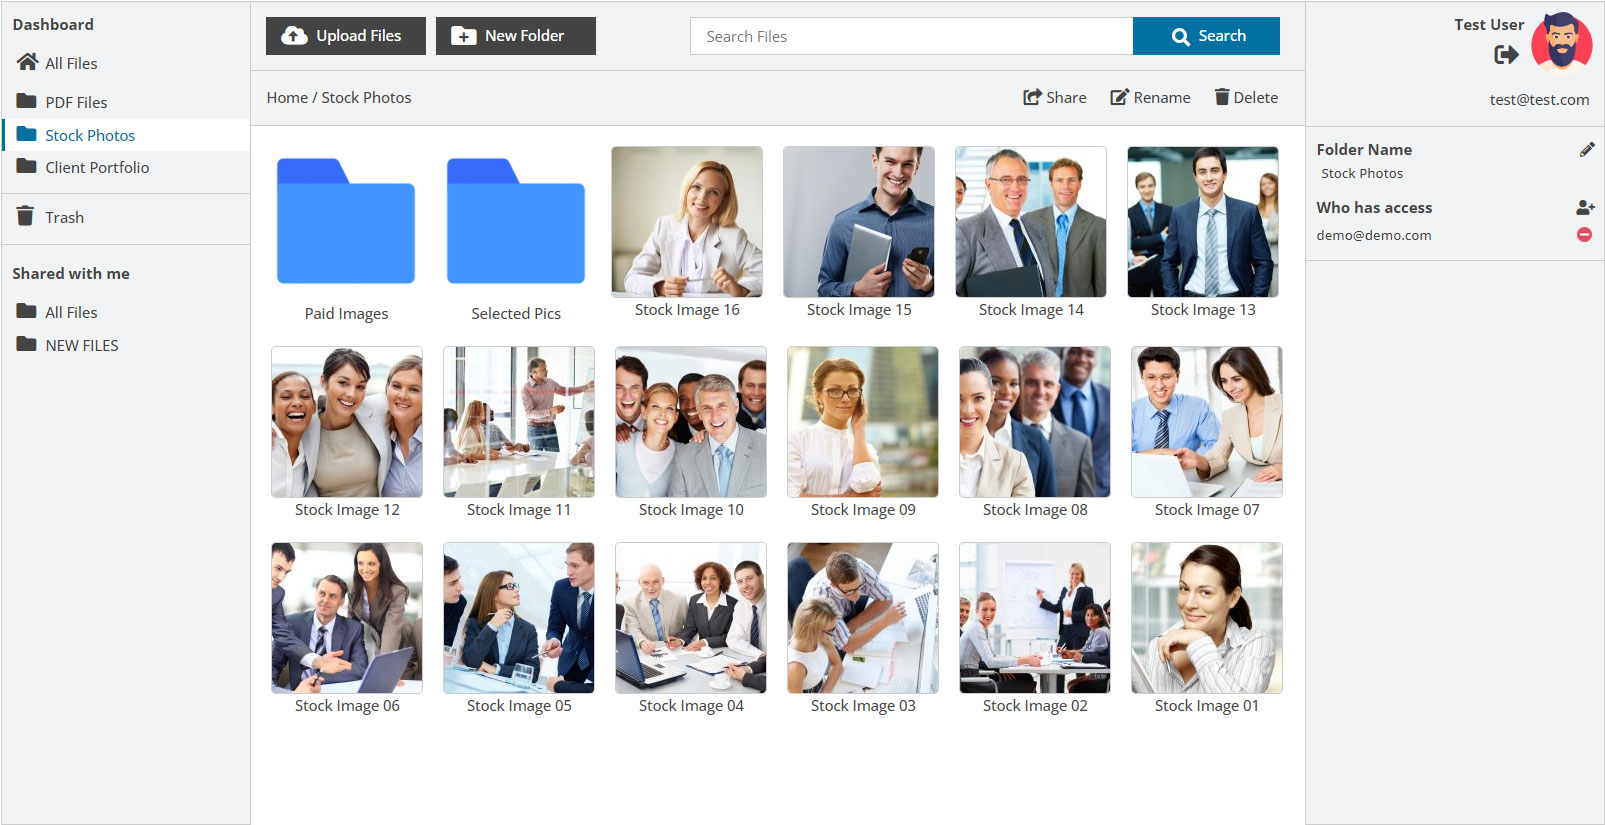 Dashboard
All Files
PDF Files
Stock Photos
Client Portfolio
Trash
Shared with me
All Files
NEW FILES
Upload Files
New Folder
Search Files
Search
Home / Stock Photos
Share
Rename
Delete
Paid Images
Selected Pics
Stock Image 16
Stock Image 15
Stock Image 14
Stock Image 13
Stock Image 12
Stock Image 11
Stock Image 10
Stock Image 09
Stock Image 08
Stock Image 07
Stock Image 06
Stock Image 05
Stock Image 04
Stock Image 03
Stock Image 02
Stock Image 01
Test User
test@test.com
Folder Name
Stock Photos
Who has access
demo@demo.com